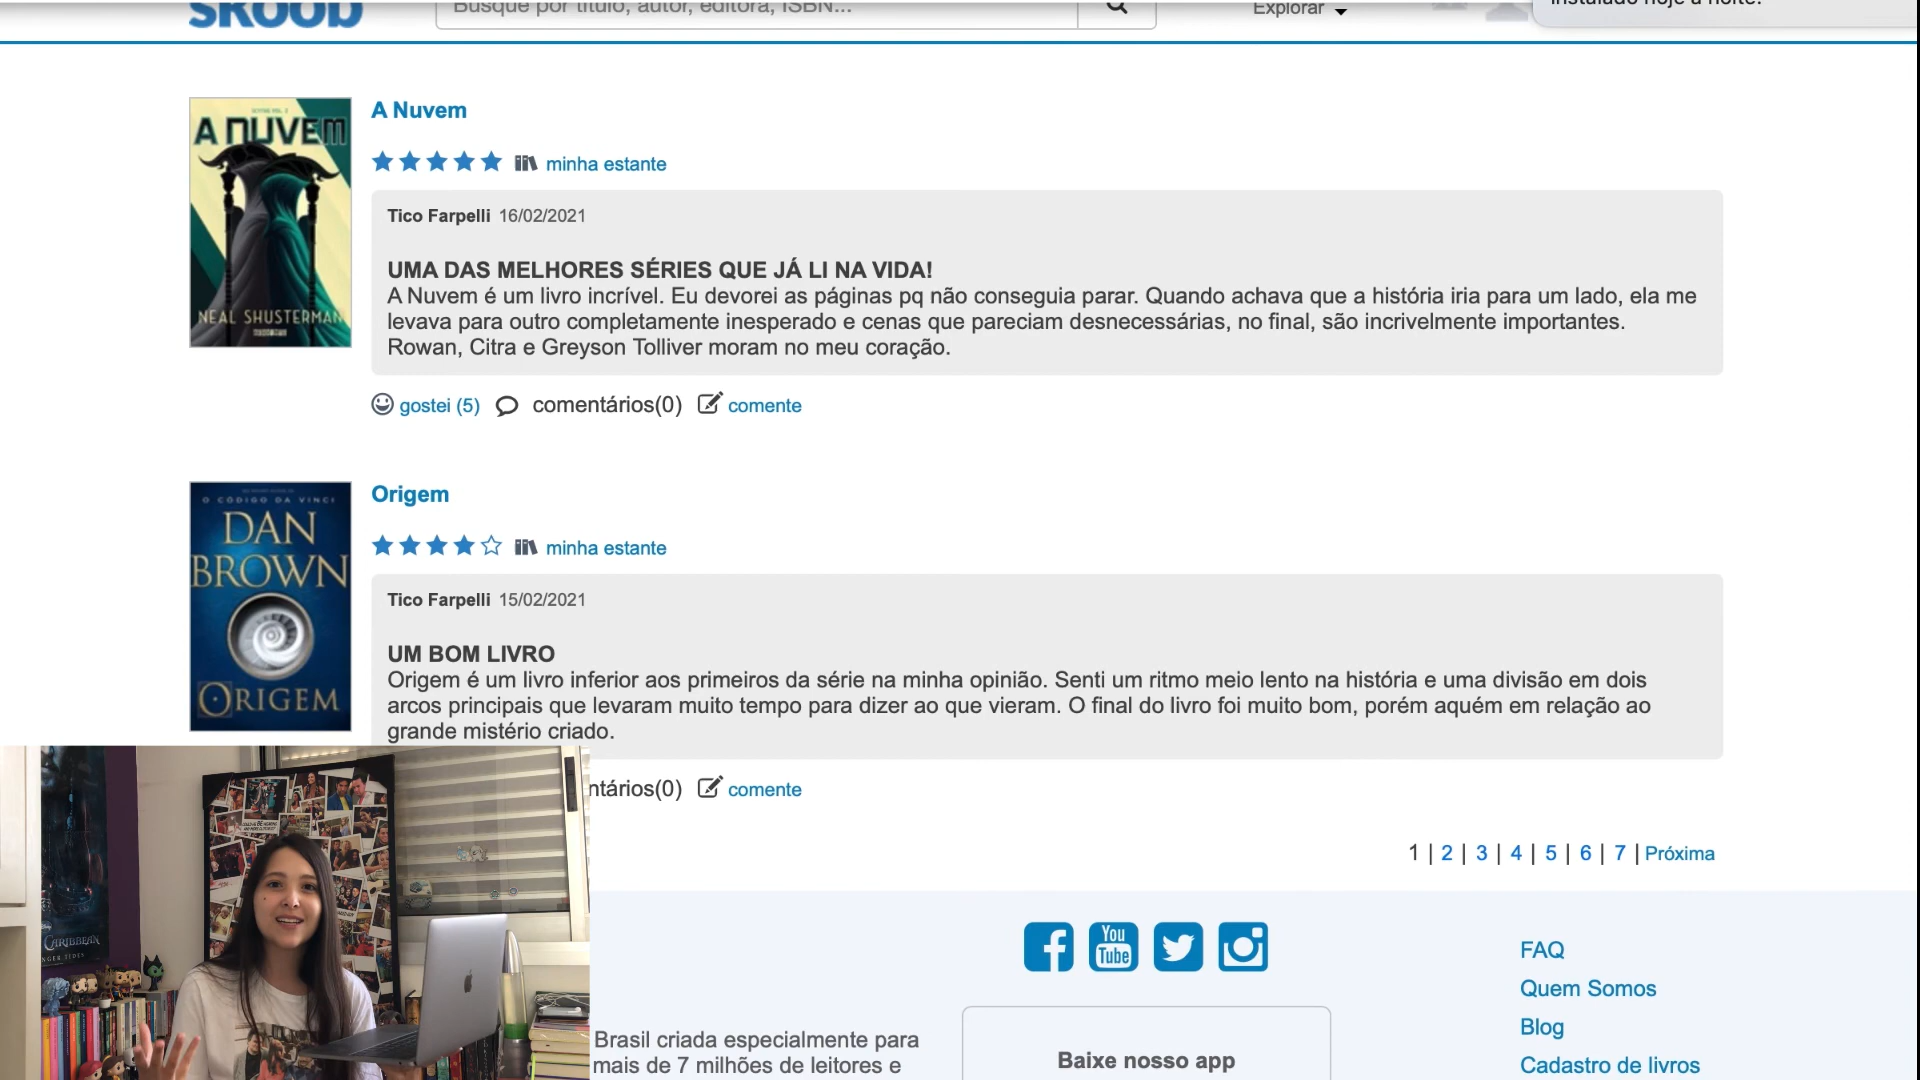 skoob
Busque por título, autor, editora, ISBN...
Explorar
instalado hoje à noite.
A NUVEM
NEAL SHUSTERMAN
A Nuvem
minha estante
Tico Farpelli 16/02/2021
UMA DAS MELHORES SÉRIES QUE JÁ LI NA VIDA!
A Nuvem é um livro incrível. Eu devorei as páginas pq não conseguia parar. Quando achava que a história iria para um lado, ela me
levava para outro completamente inesperado e cenas que pareciam desnecessárias, no final, são incrivelmente importantes.
Rowan, Citra e Greyson Tolliver moram no meu coração.
gostei (5) comentários(0) comente
O CÓDIGO DA VINCI
DAN
BROWN
ORIGEM
Origem
minha estante
Tico Farpelli 15/02/2021
UM BOM LIVRO
Origem é um livro inferior aos primeiros da série na minha opinião. Senti um ritmo meio lento na história e uma divisão em dois
arcos principais que levaram muito tempo para dizer ao que vieram. O final do livro foi muito bom, porém aquém em relação ao
grande mistério criado.
ntários(0) comente
1 | 2 | 3 | 4 | 5 | 6 | 7 | Próxima
CARIBBEAN
You
Tube
FAQ
Quem Somos
Blog
Cadastro de livros
Brasil criada especialmente para
mais de 7 milhões de leitores e
Baixe nosso app